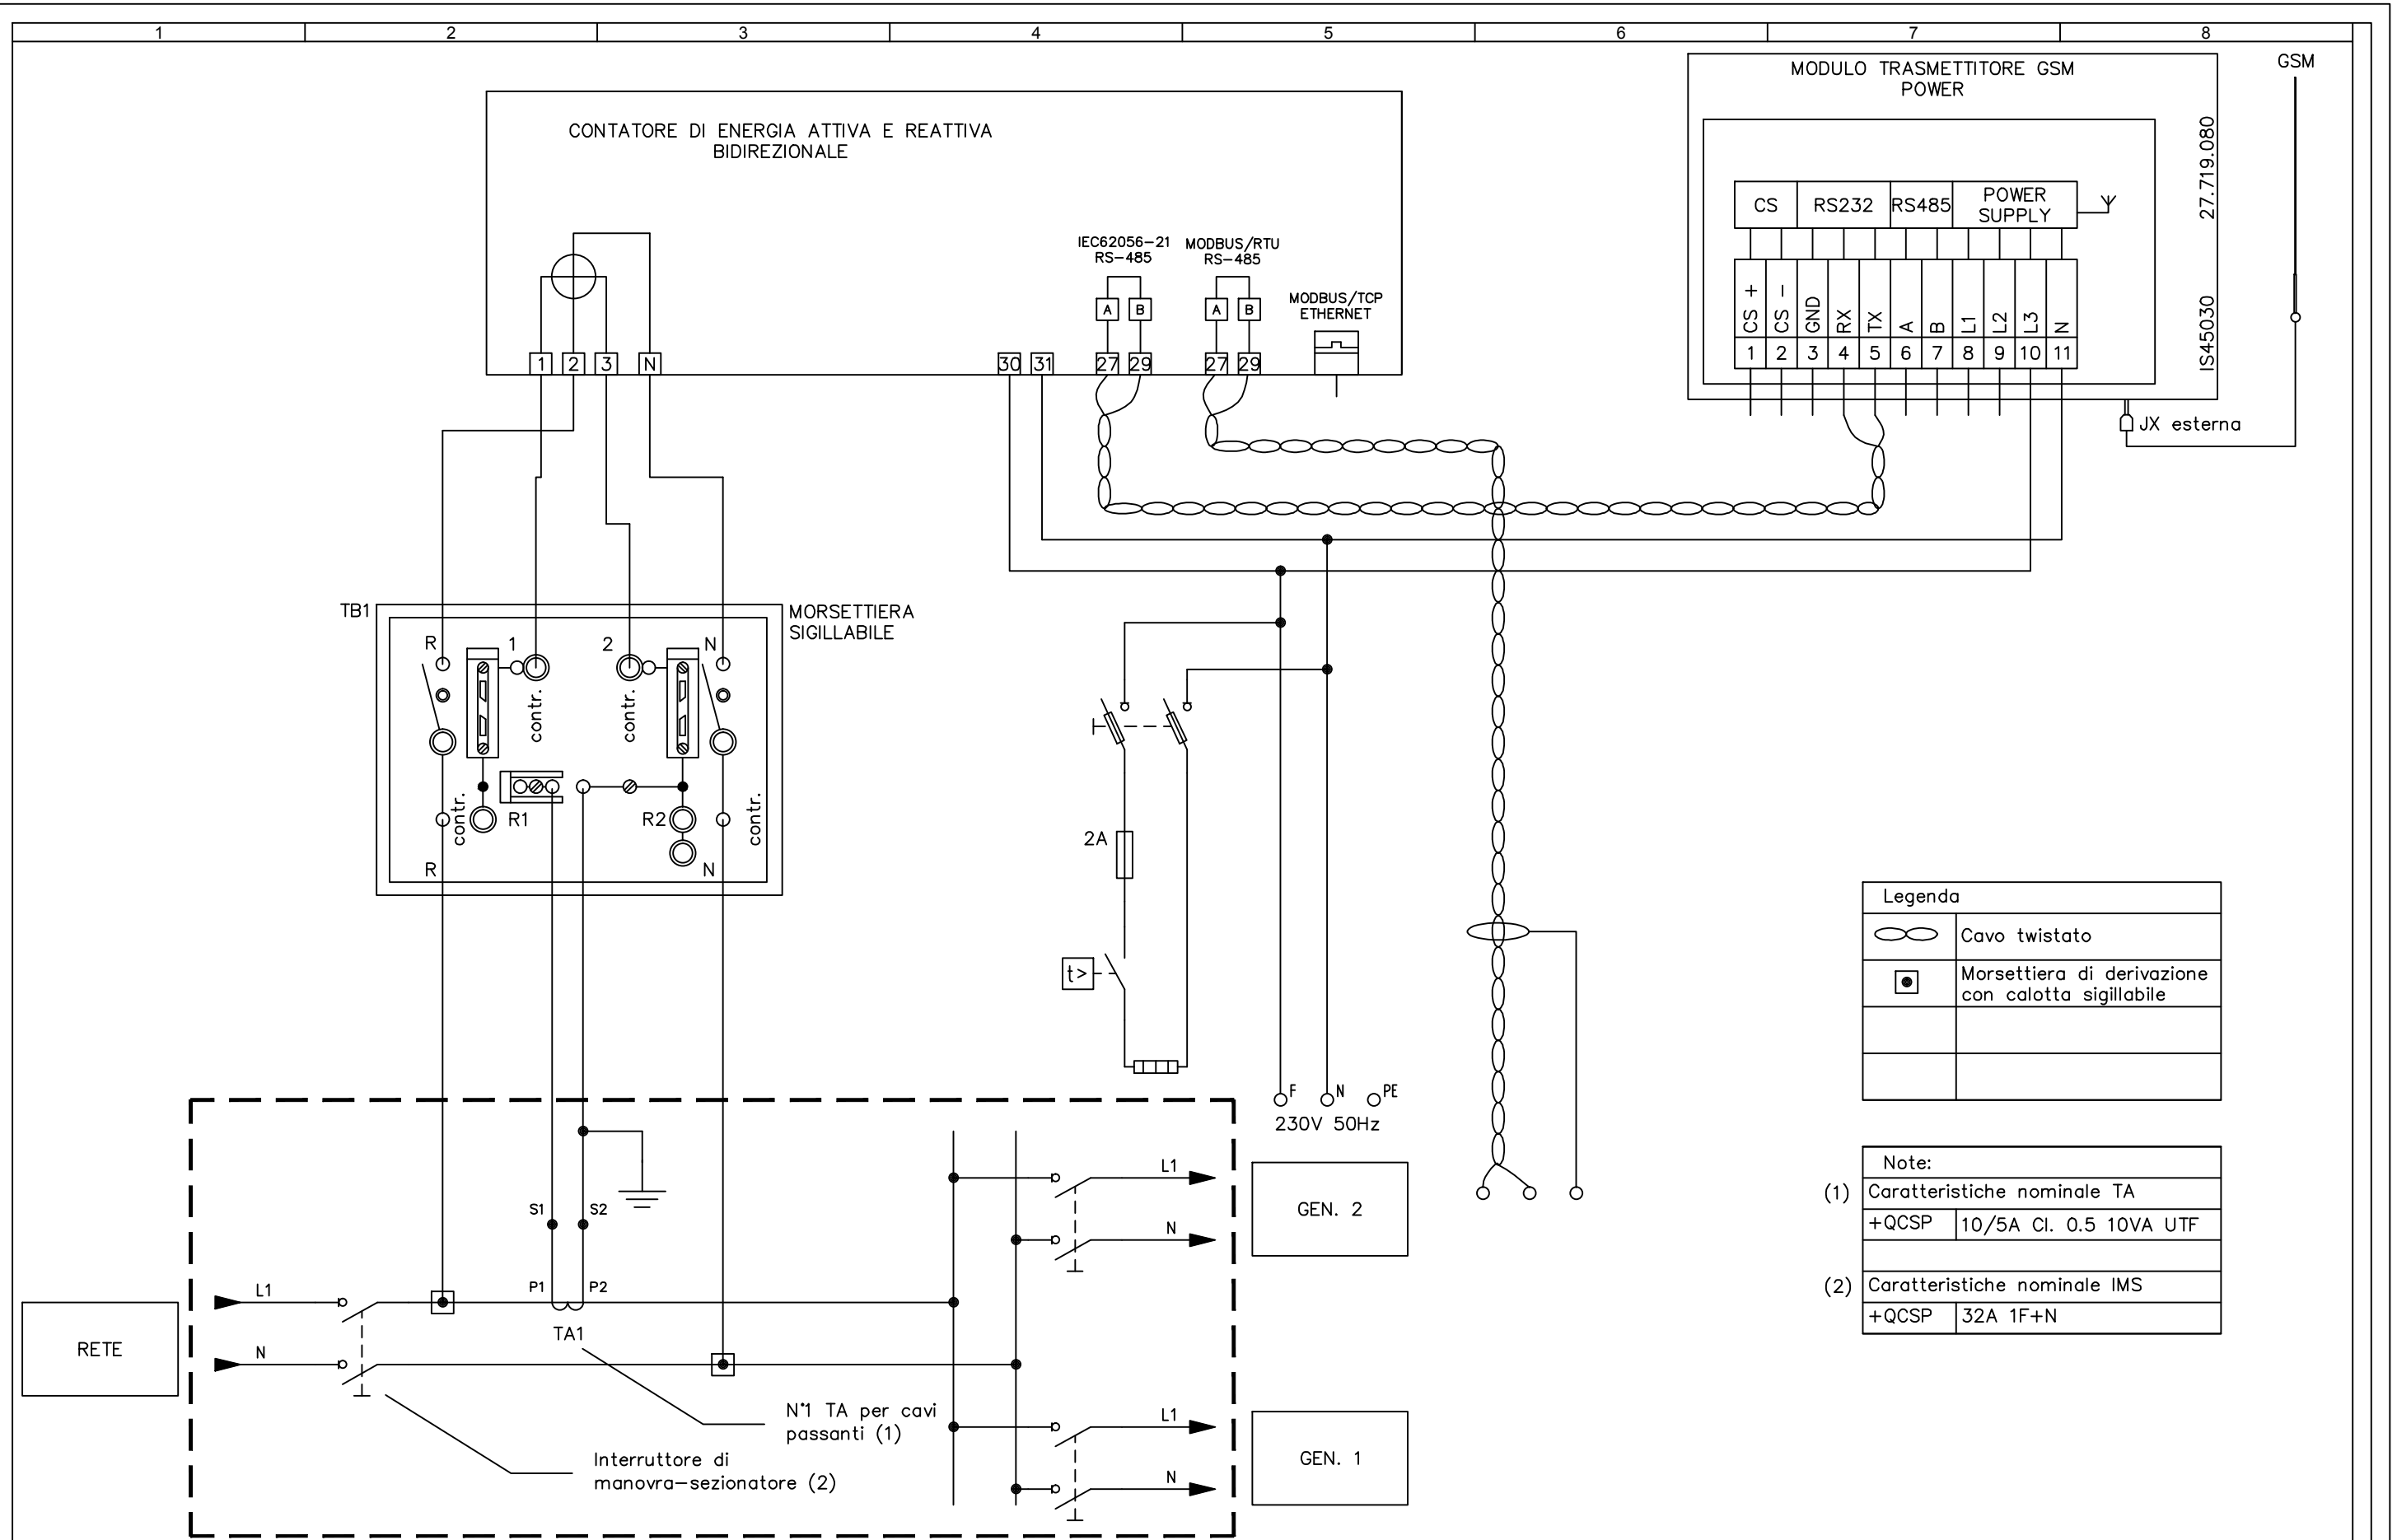 1 2 3 4 5 6 7 8
CONTATORE DI ENERGIA ATTIVA E REATTIVA
BIDIREZIONALE
IEC62056-21
RS-485
MODBUS/RTU
RS-485
MODBUS/TCP
ETHERNET
A B A B
1 2 3 N 30 31 27 29 27 29
MODULO TRASMETTITORE GSM
POWER
27.719.080
IS45030
CS RS232 RS485 POWER
SUPPLY
CS + CS - GND RX TX A B L1 L2 L3 N
1 2 3 4 5 6 7 8 9 10 11
GSM
JX esterna
TB1
MORSETTIERA
SIGILLABILE
R 1 2 N
contr. contr.
contr. R1 R2 contr.
R N
2A
t>
F N PE
230V 50Hz
Legenda
Cavo twistato
Morsettiera di derivazione
con calotta sigillabile
Note:
(1) Caratteristiche nominale TA
+QCSP 10/5A Cl. 0.5 10VA UTF
(2) Caratteristiche nominale IMS
+QCSP 32A 1F+N
RETE
L1
N
S1 S2
P1 P2
TA1
N°1 TA per cavi
passanti (1)
Interruttore di
manovra-sezionatore (2)
L1
N
GEN. 2
L1
N
GEN. 1